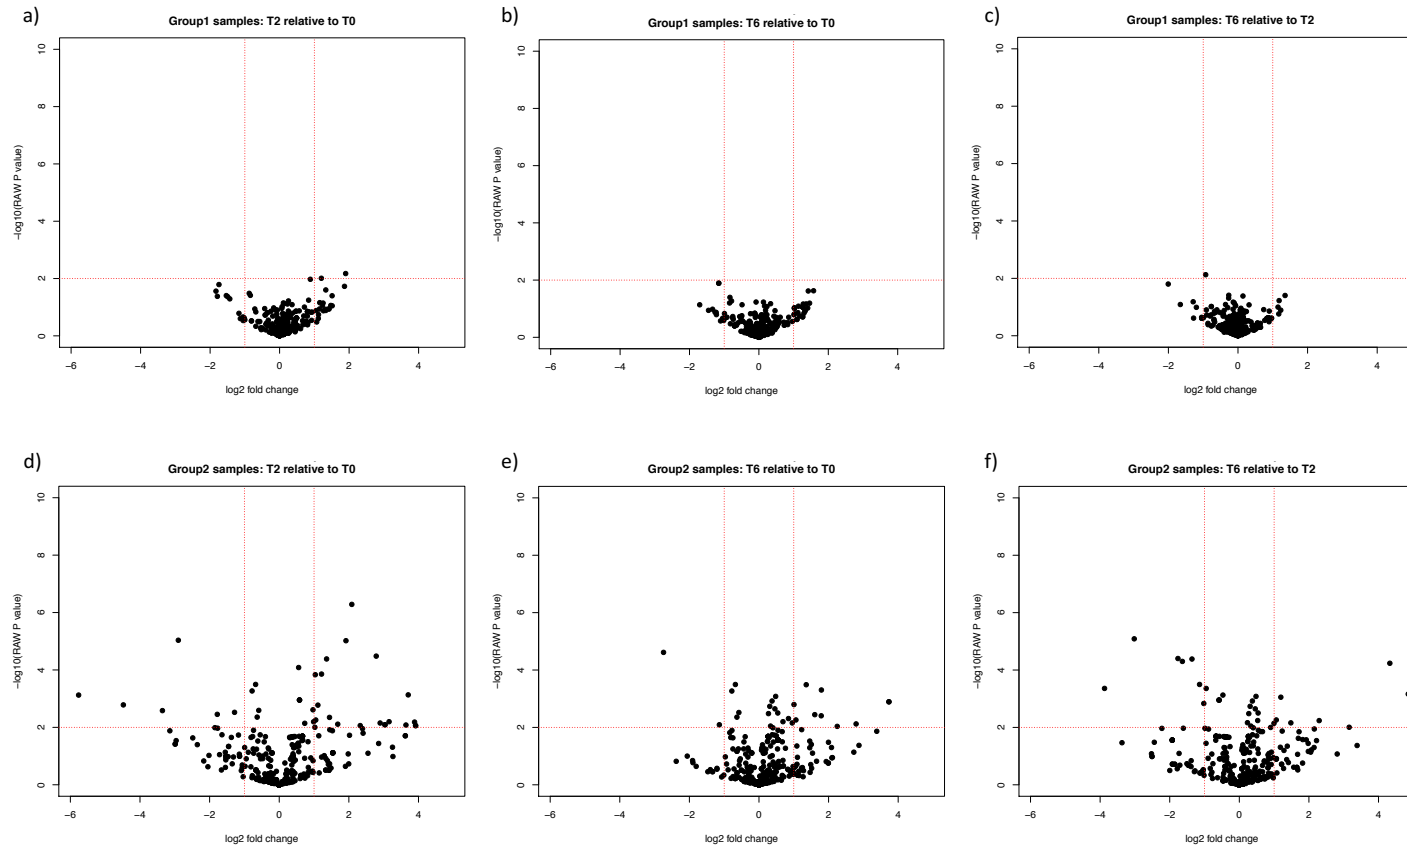 a)
Group1 samples: T2 relative to T0
−log10(RAW P value)
10
8
6
4
2
0
−6 −4 −2 0 2 4
log2 fold change
b)
Group1 samples: T6 relative to T0
−log10(RAW P value)
10
8
6
4
2
0
−6 −4 −2 0 2 4
log2 fold change
c)
Group1 samples: T6 relative to T2
−log10(RAW P value)
10
8
6
4
2
0
−6 −4 −2 0 2 4
log2 fold change
d)
Group2 samples: T2 relative to T0
−log10(RAW P value)
10
8
6
4
2
0
−6 −4 −2 0 2 4
log2 fold change
e)
Group2 samples: T6 relative to T0
−log10(RAW P value)
10
8
6
4
2
0
−6 −4 −2 0 2 4
log2 fold change
f)
Group2 samples: T6 relative to T2
−log10(RAW P value)
10
8
6
4
2
0
−6 −4 −2 0 2 4
log2 fold change